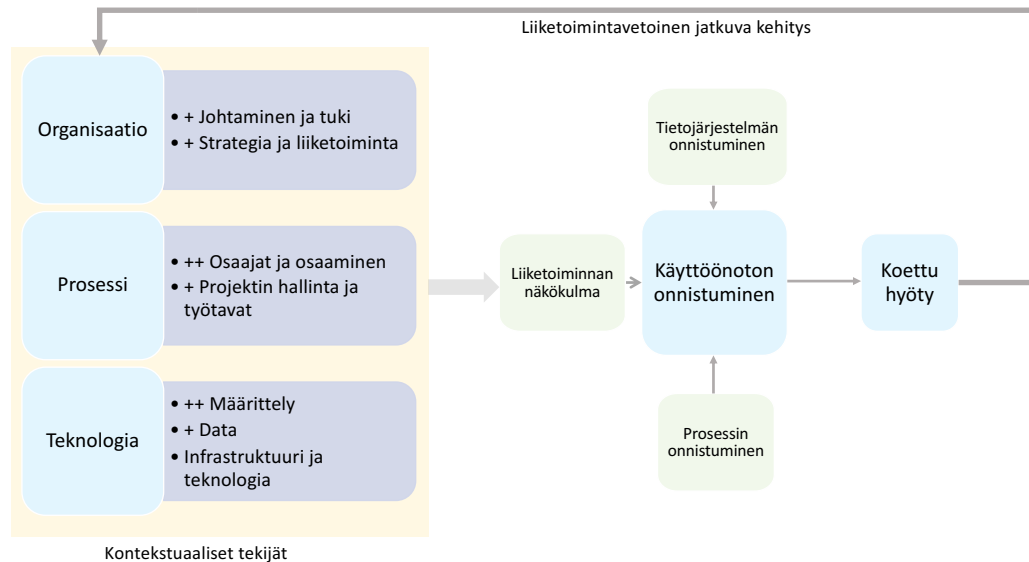 Liiketoimintavetoinen jatkuva kehitys
Organisaatio
• + Johtaminen ja tuki
• + Strategia ja liiketoiminta
Prosessi
• ++ Osaajat ja osaaminen
• + Projektin hallinta ja
työtavat
Teknologia
• ++ Määrittely
• + Data
• Infrastruktuuri ja
teknologia
Kontekstuaaliset tekijät
Liiketoiminnan
näkökulma
Tietojärjestelmän
onnistuminen
Käyttöönoton
onnistuminen
Prosessin
onnistuminen
Koettu
hyöty